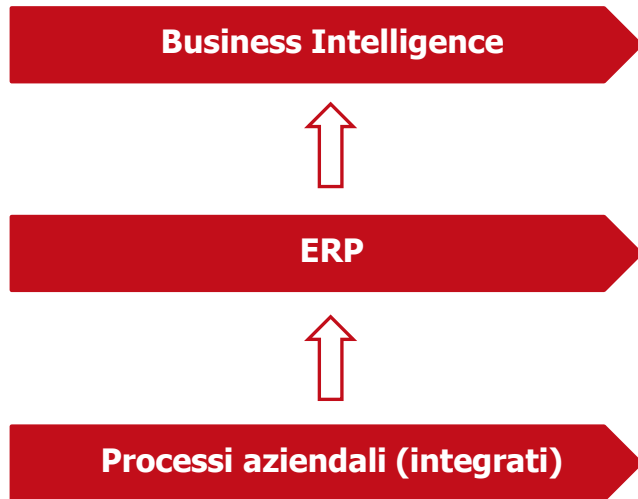 Business Intelligence
ERP
Processi aziendali (integrati)